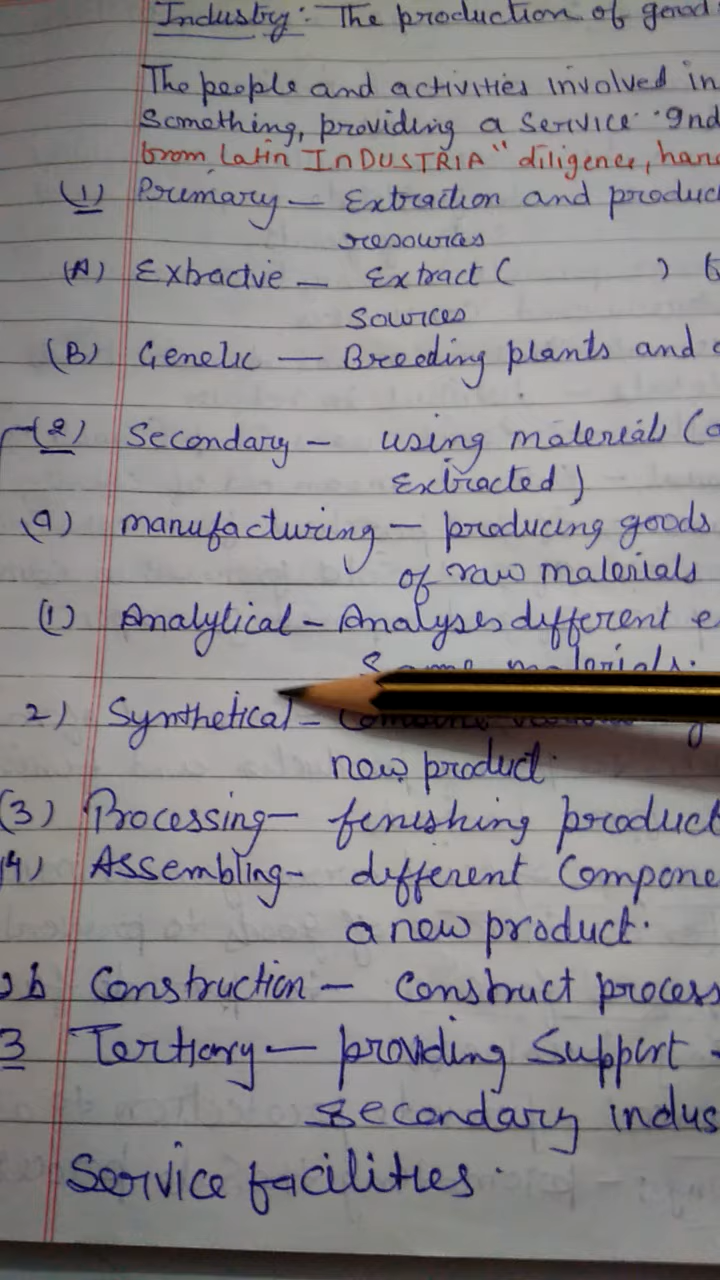 Industry: The production of good
The people and activities involved in
Something, providing a service. Ind
from Latin InDUSTRIA" diligence, har
(1) Primary — Extraction and produc
resources
(A) Extractive — Extract ( )
Sources
(B) Genetic — Breeding plants and
(2) Secondary – using materials (
Extracted)
(a) manufacturing – producing goods
of raw materials
(1) Analytical – Analyses different e
Same materials.
2) Synthetical –
new product.
(3) Processing – finishing product
(4) Assembling – different Compone
a new product.
b Construction — Construct process
3 Tertiary — providing Support
Secondary indus
Service facilities.